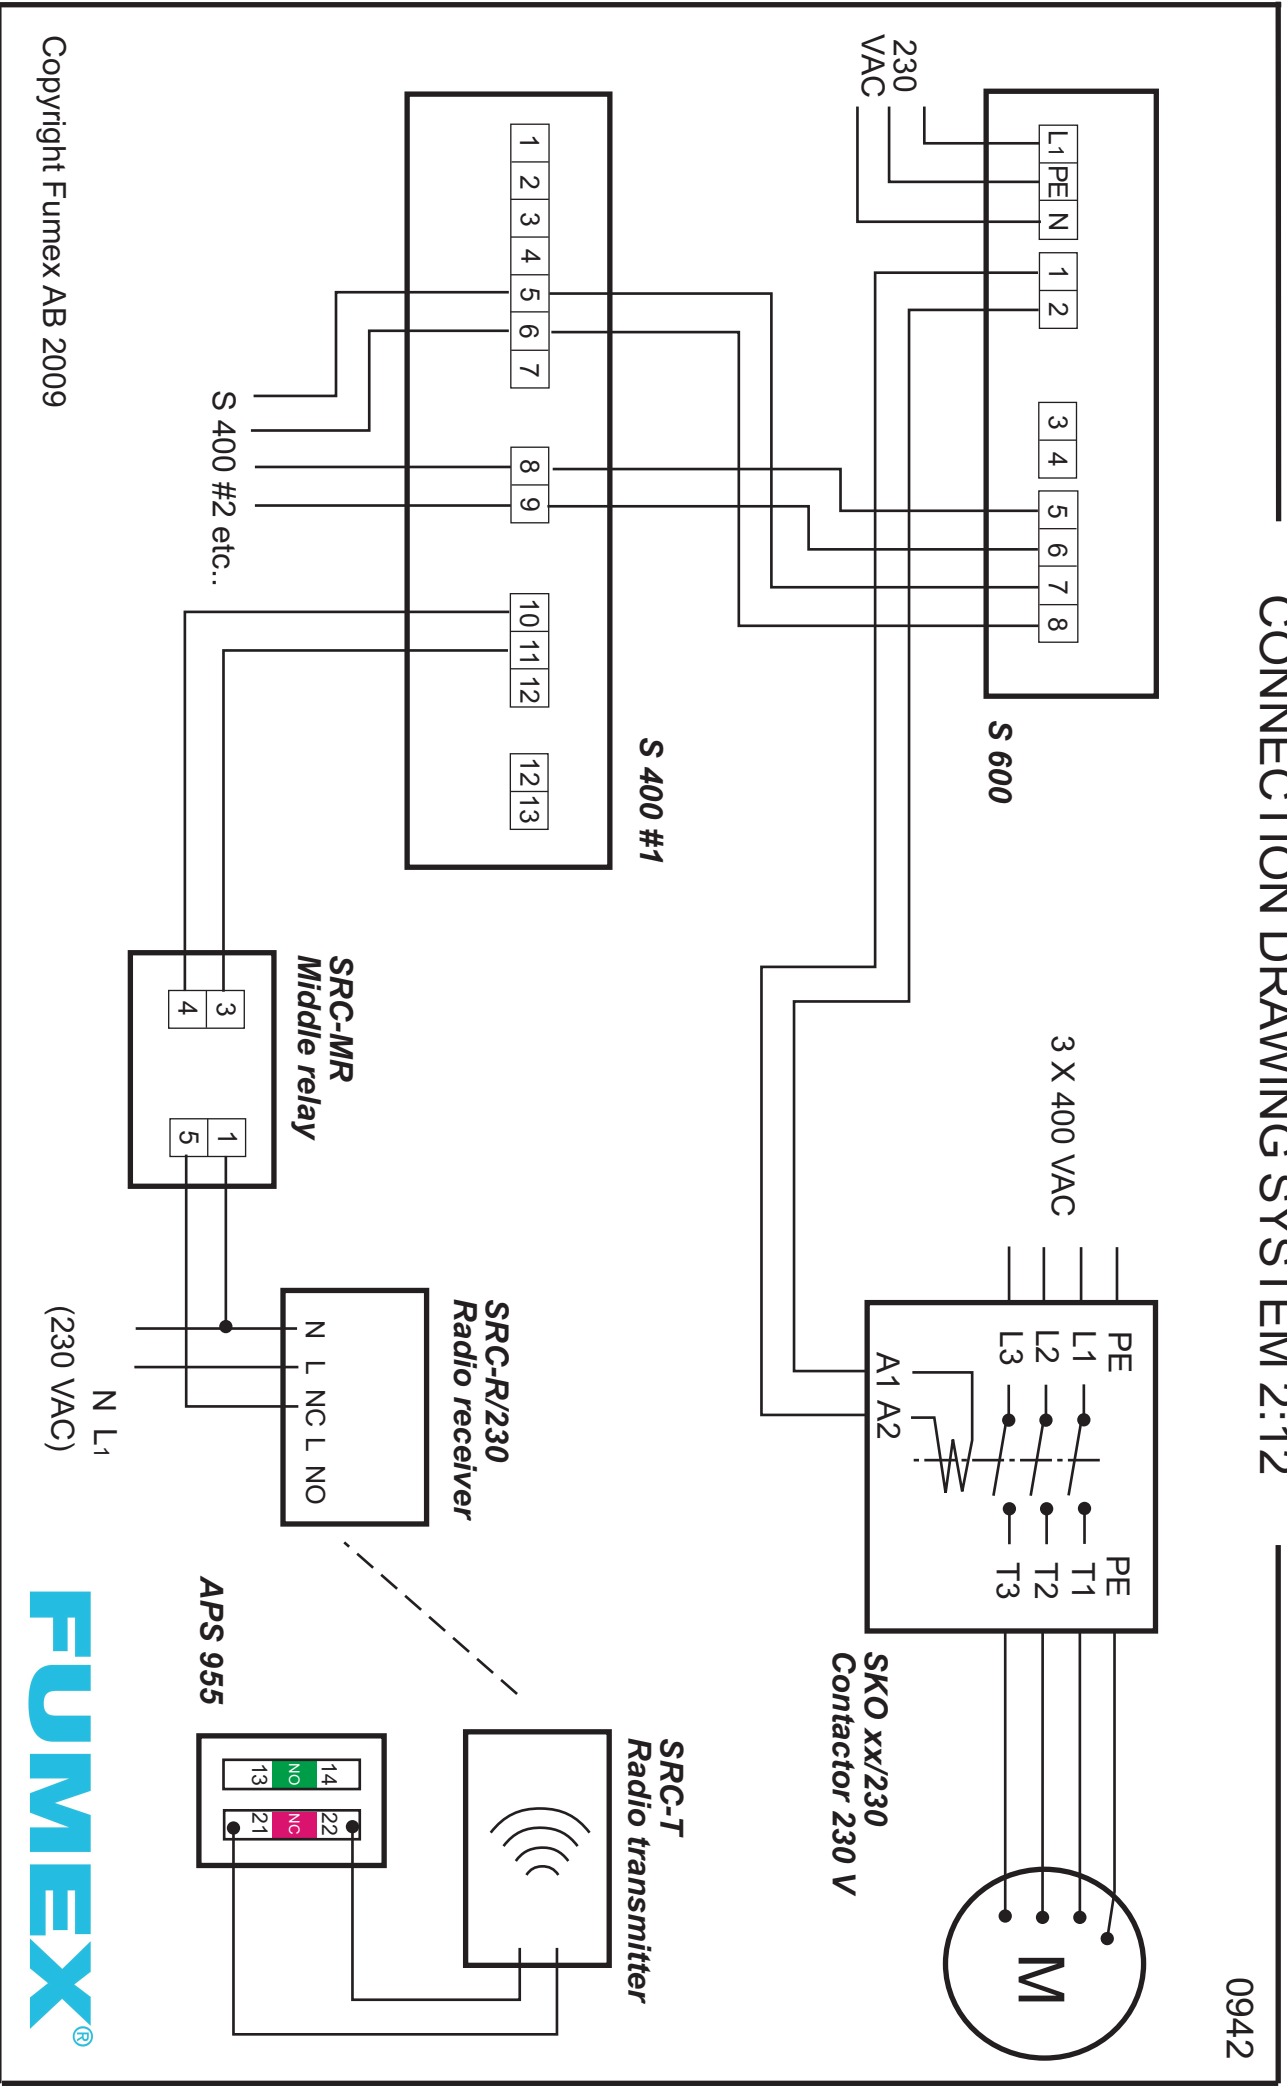 CONNECTION DRAWING SYSTEM 2:12
0942
230
VAC
L1 PE N 1 2 3 4 5 6 7 8
S 600
3 X 400 VAC
PE
L1
L2
L3
A1 A2
PE
T1
T2
T3
SKO xx/230
Contactor 230 V
M
1 2 3 4 5 6 7 8 9 10 11 12 12 13
S 400 #1
S 400 #2 etc..
SRC-MR
Middle relay
3
4
1
5
SRC-R/230
Radio receiver
N L NC L NO
N L1
(230 VAC)
SRC-T
Radio transmitter
APS 955
13 NO 14
21 NC 22
Copyright Fumex AB 2009
FUMEX®